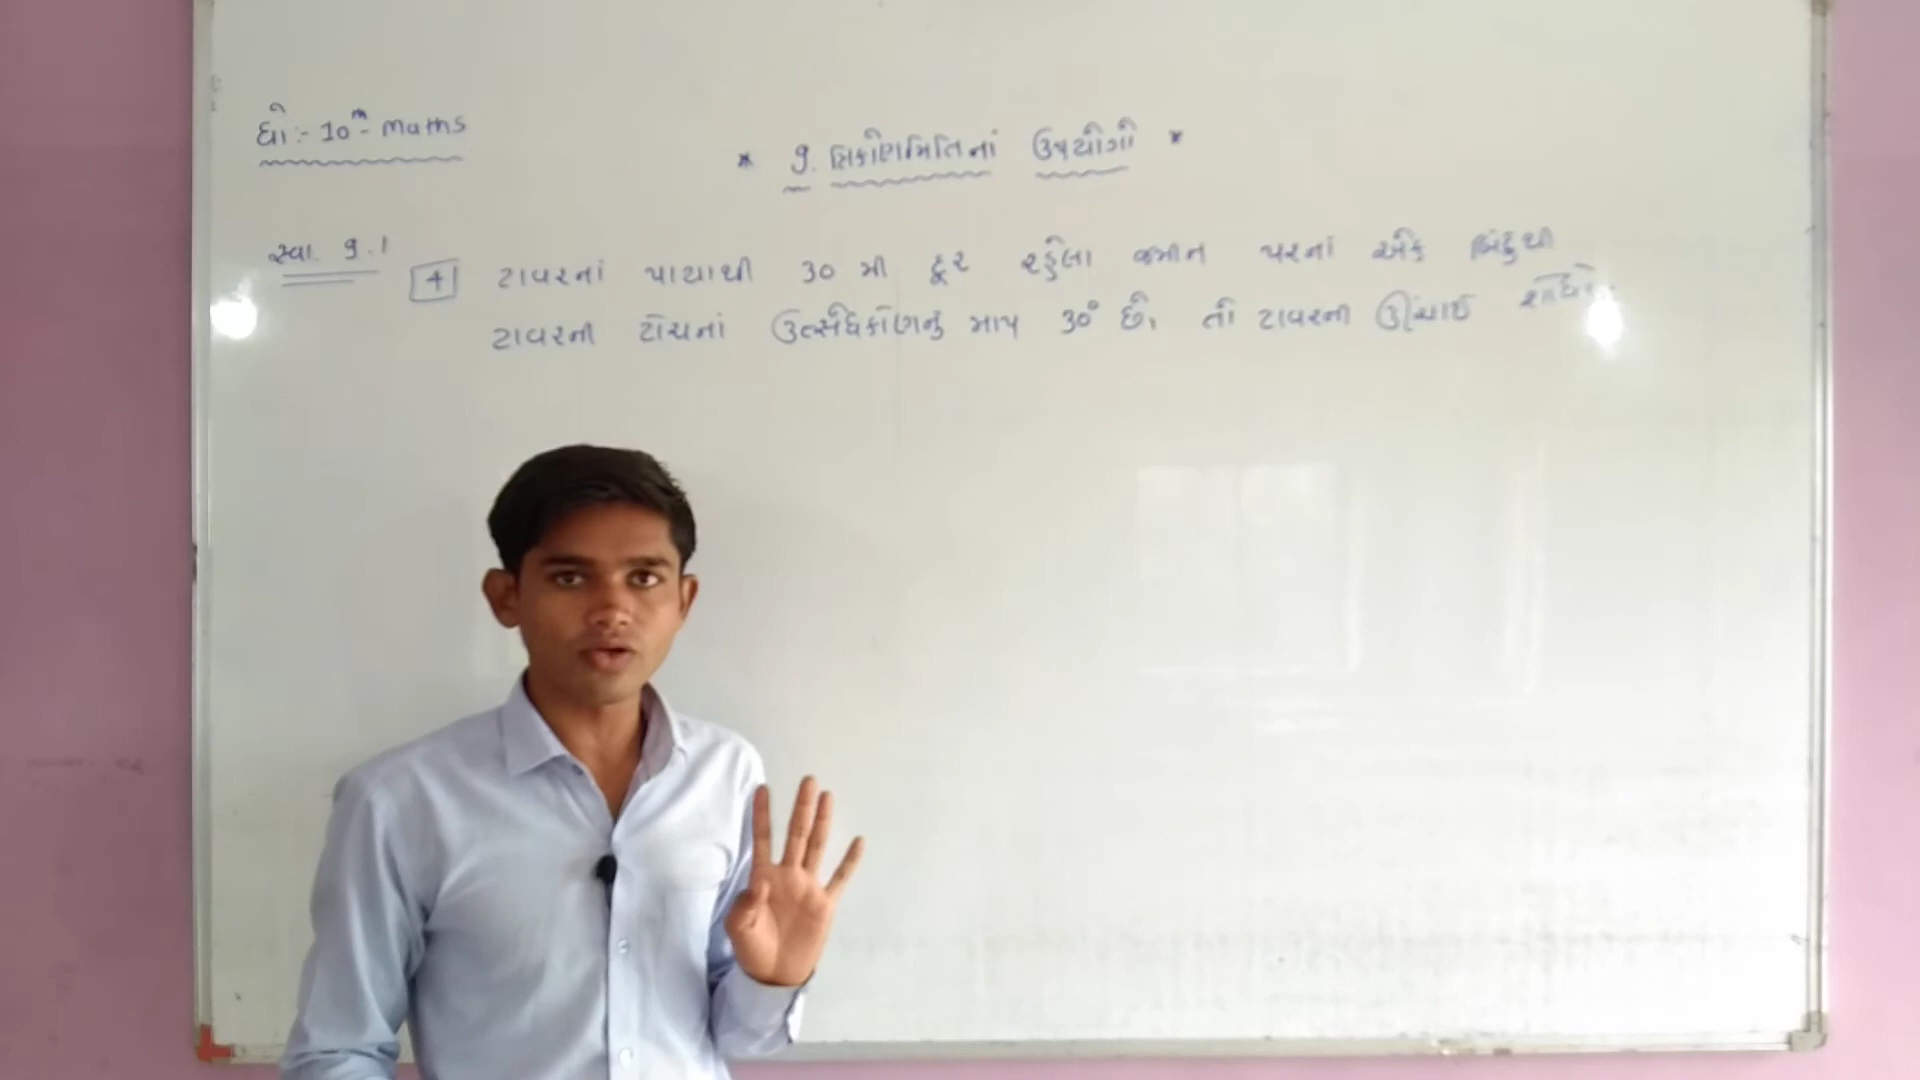 ધો:- 10th - Maths
* 9. ત્રિકોણમિતિનાં ઉપયોગો *
સ્વા. 9.1
4 ટાવરનાં પાયાથી 30 મી દૂર રહેલા જમીન પરનાં એક બિંદુથી
ટાવરની ટોચનાં ઉત્સેધકોણનું માપ 30° છે, તો ટાવરની ઊંચાઈ શોધો.